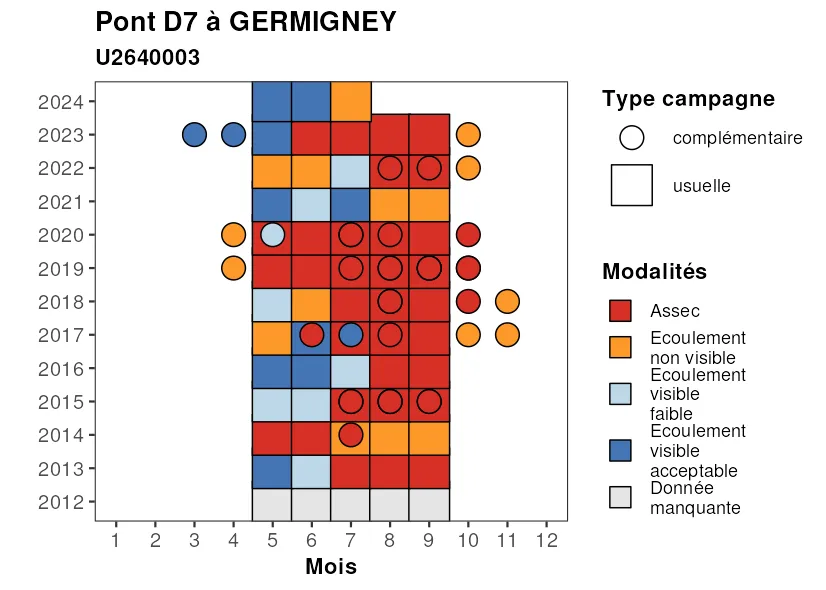 Pont D7 à GERMIGNEY
U2640003
2024
2023
2022
2021
2020
2019
2018
2017
2016
2015
2014
2013
2012
1 2 3 4 5 6 7 8 9 10 11 12
Mois
Type campagne
complémentaire
usuelle
Modalités
Assec
Ecoulement
non visible
Ecoulement
visible
faible
Ecoulement
visible
acceptable
Donnée
manquante